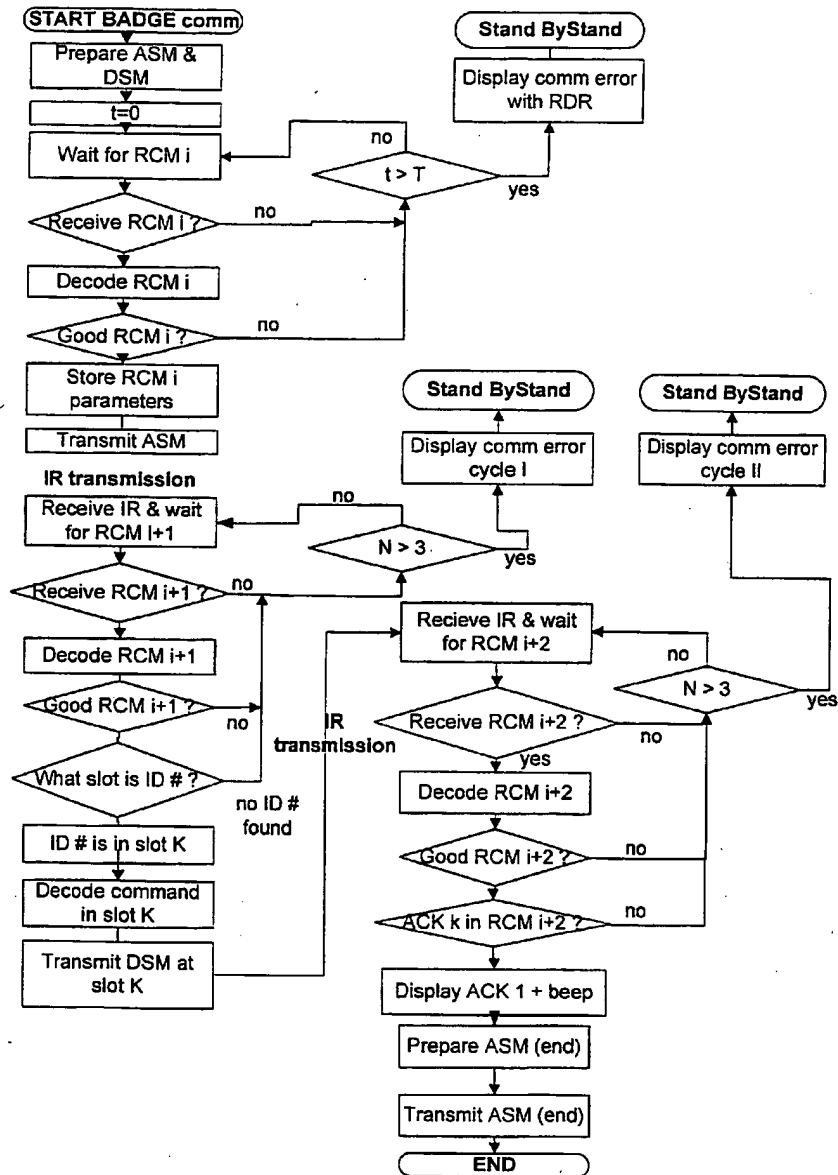 START BADGE comm
Prepare ASM &
DSM
t=0
Wait for RCM i
Receive RCM i ?
no
Decode RCM i
Good RCM i ?
no
Store RCM i
parameters
Transmit ASM
no
t > T
yes
Stand ByStand
Display comm error
with RDR
IR transmission
Receive IR & wait
for RCM i+1
Receive RCM i+1 ?
no
Decode RCM i+1
Good RCM i+1 ?
no
What slot is ID # ?
no ID #
found
ID # is in slot K
Decode command
in slot K
Transmit DSM at
slot K
no
N > 3
yes
Stand ByStand
Display comm error
cycle I
IR
transmission
Recieve IR & wait
for RCM i+2
Receive RCM i+2 ?
no
yes
Decode RCM i+2
Good RCM i+2 ?
no
ACK k in RCM i+2 ?
no
no
N > 3
yes
Stand ByStand
Display comm error
cycle II
Display ACK 1 + beep
Prepare ASM (end)
Transmit ASM (end)
END